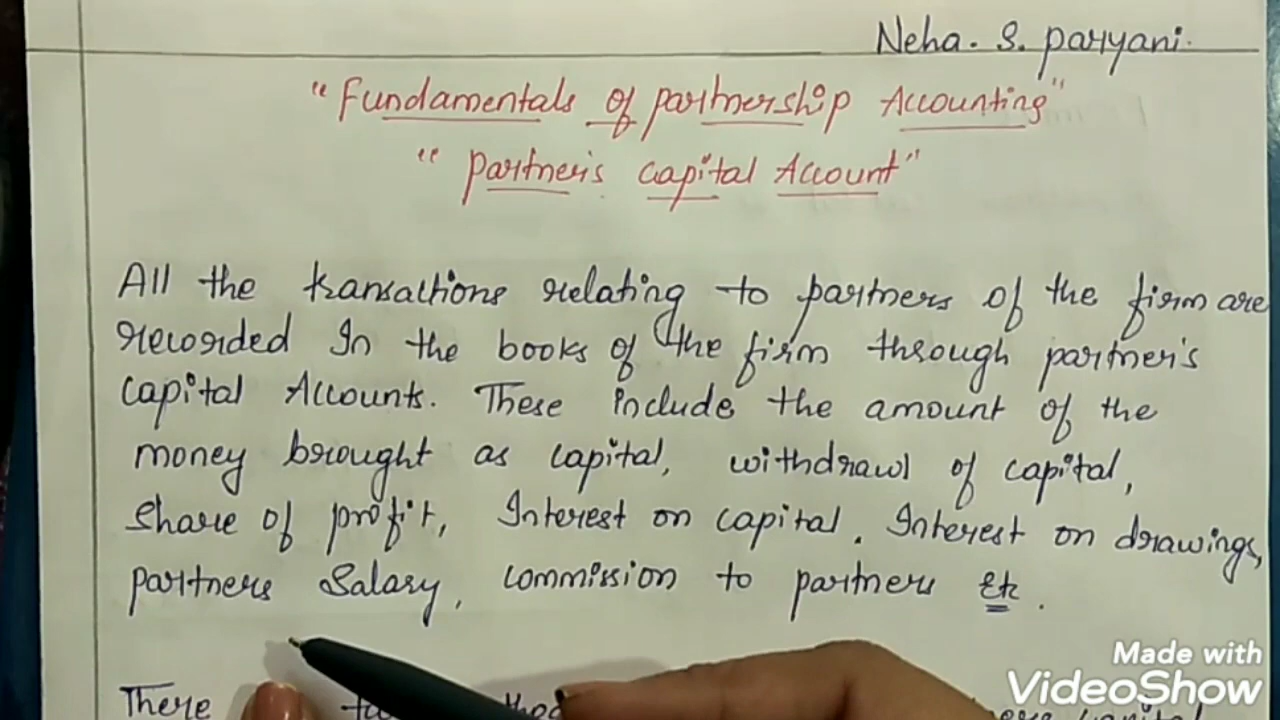 Neha. S. paryani.
"Fundamentals of partnership Accounting"
"Partner's capital Account"
All the transactions relating to partners of the firm are
recorded In the books of the firm through partner's
capital Accounts. These include the amount of the
money brought as capital, withdrawl of capital,
Share of profit, Interest on capital. Interest on drawings,
partners Salary, commission to partners Etc.
There
capital
Made with
VideoShow